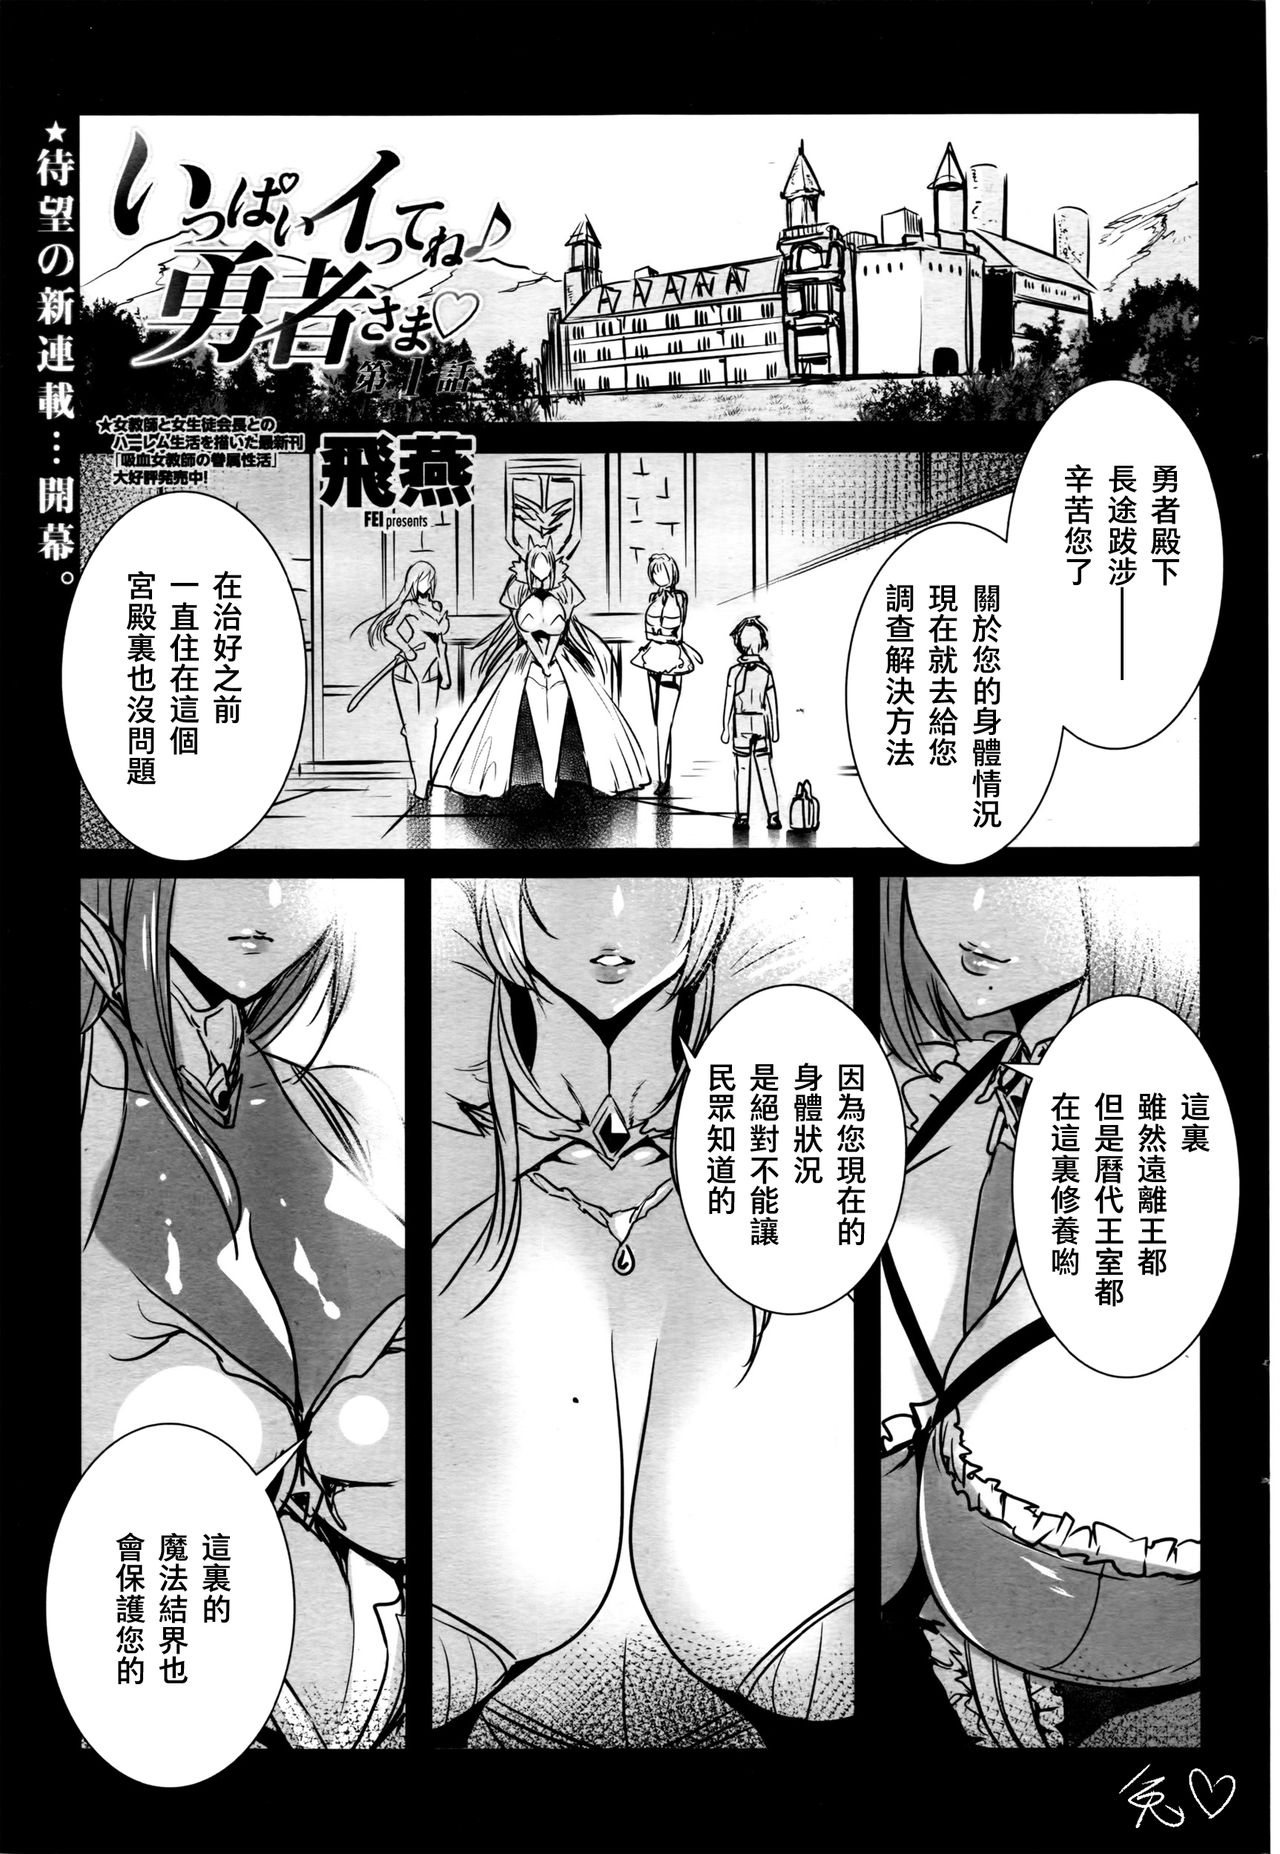 ★待望の新連載…開幕。
いっぱいイってね♪
勇者さま♡
第1話
★女教師と女生徒会長との
ハーレム生活を描いた最新刊
「吸血女教師の眷属性活」
大好評発売中!
飛燕
FEI presents
勇者殿下
長途跋涉——
辛苦您了
關於您的身體情況
現在就去給您
調查解決方法
在治好之前
一直住在這個
宮殿裏也沒問題
這裏
雖然遠離王都
但是曆代王室都
在這裏修養喲
因為您現在的
身體狀況
是絕對不能讓
民眾知道的
這裏的
魔法結界也
會保護您的
兎♡